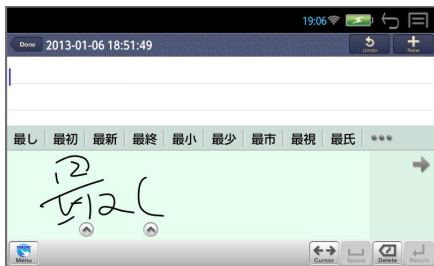 19:06
Done 2013-01-06 18:51:49 Undo New
最し 最初 最新 最終 最小 最少 最市 最視 最氏
Menu Cursor Space Delete Return